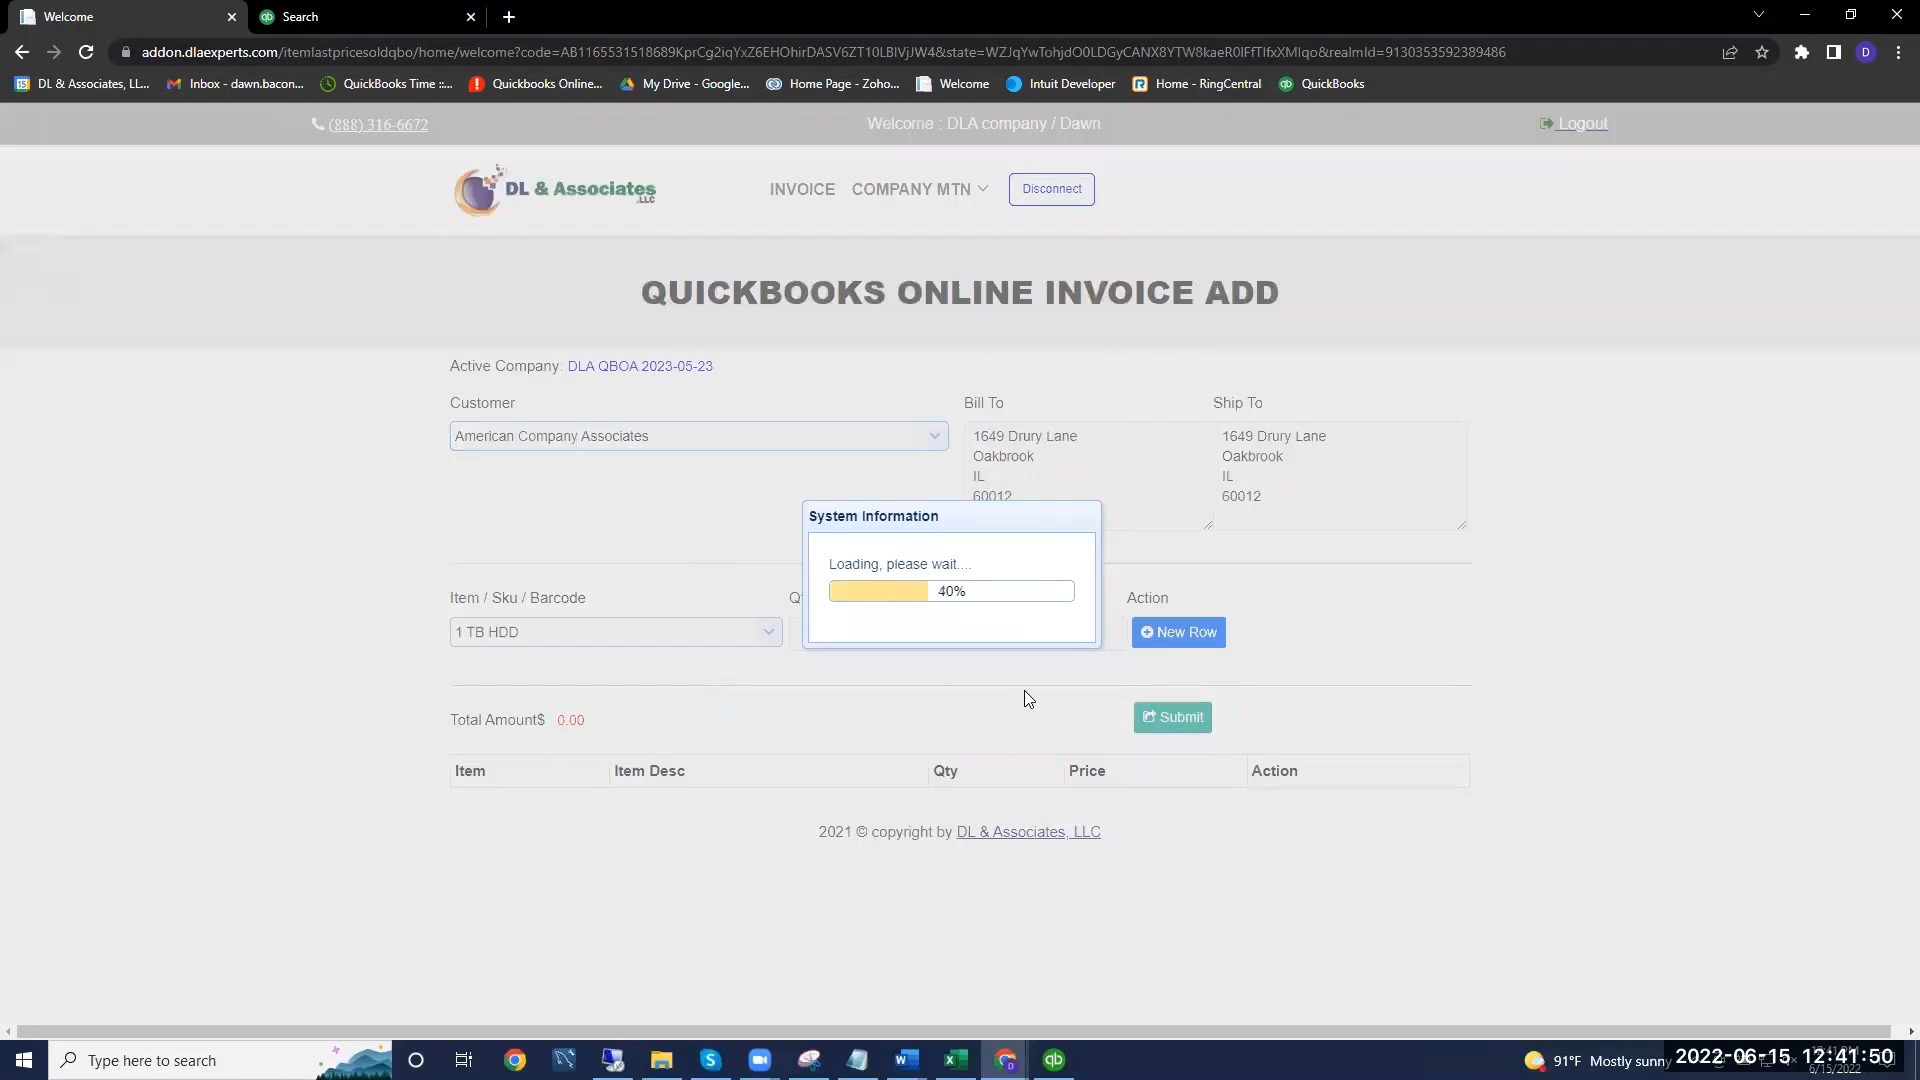 Welcome
Search
addon.dlaexperts.com/itemlastpricesoldqbo/home/welcome?code=AB11655315186​89KprCg2iqYxZ6EHOhirDASV6ZT10LBlVjJW4&state=WZJqYwTohjdO0LDGyCANX8YTW8kaeR0IFfTIfxXMIqo&realmId=9130353592389486
D
DL & Associates, LL...
Inbox - dawn.bacon...
QuickBooks Time ::...
Quickbooks Online...
My Drive - Google...
Home Page - Zoho...
Welcome
Intuit Developer
Home - RingCentral
QuickBooks
(888) 316-6672
Welcome : DLA company / Dawn
Logout
DL & Associates
.LLC
INVOICE
COMPANY MTN
Disconnect
QUICKBOOKS ONLINE INVOICE ADD
Active Company: DLA QBOA 2023-05-23
Customer
Bill To
Ship To
American Company Associates
1649 Drury Lane
Oakbrook
IL
60012
1649 Drury Lane
Oakbrook
IL
60012
System Information
Loading, please wait....
40%
Item / Sku / Barcode
Action
1 TB HDD
New Row
Total Amount$ 0.00
Submit
Item
Item Desc
Qty
Price
Action
2021 © copyright by DL & Associates, LLC
Type here to search
91°F Mostly sunny
2022-06-15 12:41:50
6/15/2022